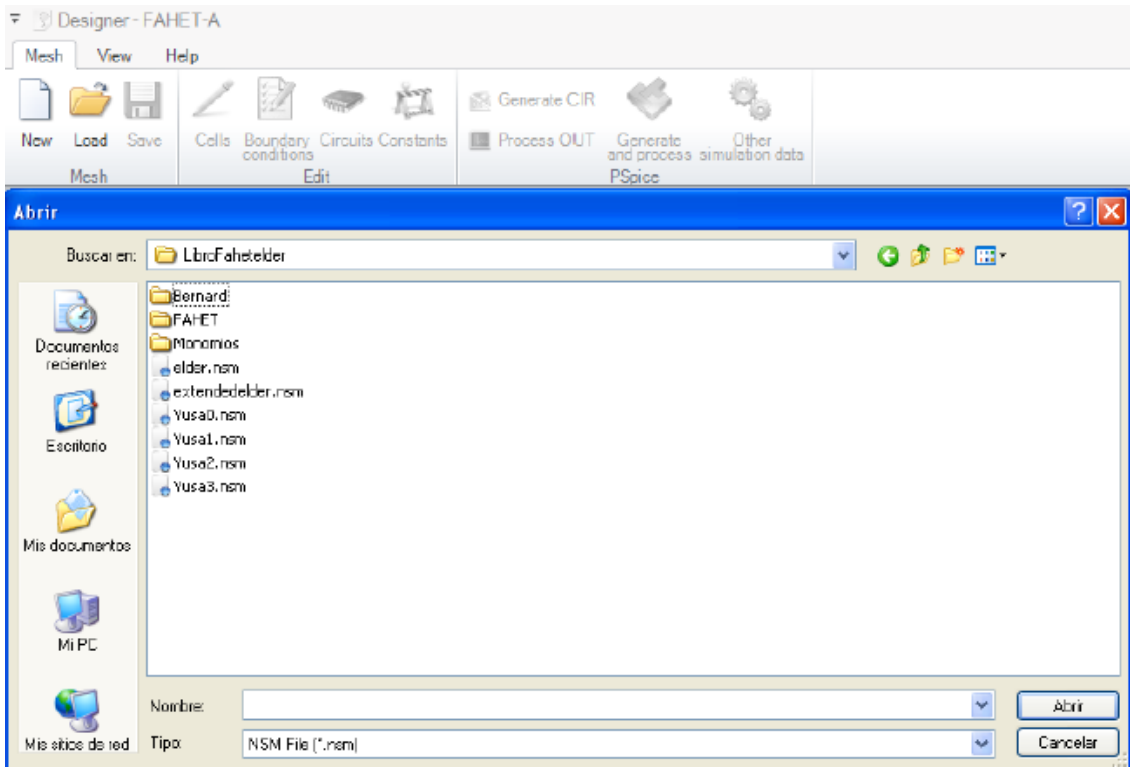 Designer - FAHET-A
Mesh View Help
New Load Save
Mesh
Cells Boundary conditions Circuits Constants
Edit
Generate CIR
Process OUT
Generate and process
Other simulation data
PSpice
Abrir
Buscar en: LibroFahetelder
Bernard
FAHET
Monomios
elder.nsm
extendedelder.nsm
Yusa0.nsm
Yusa1.nsm
Yusa2.nsm
Yusa3.nsm
Documentos
recientes
Escritorio
Mis documentos
Mi PC
Mis sitios de red
Nombre:
Abrir
Tipo: NSM File (*.nsm)
Cancelar